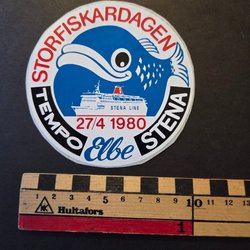 STORFISKARDAGEN
STENA LINE
27/4 1980
TEMPO Elbe STENA
1 2 3 4 5 6 7 8 9 10 11 12 13
Hultafors
1